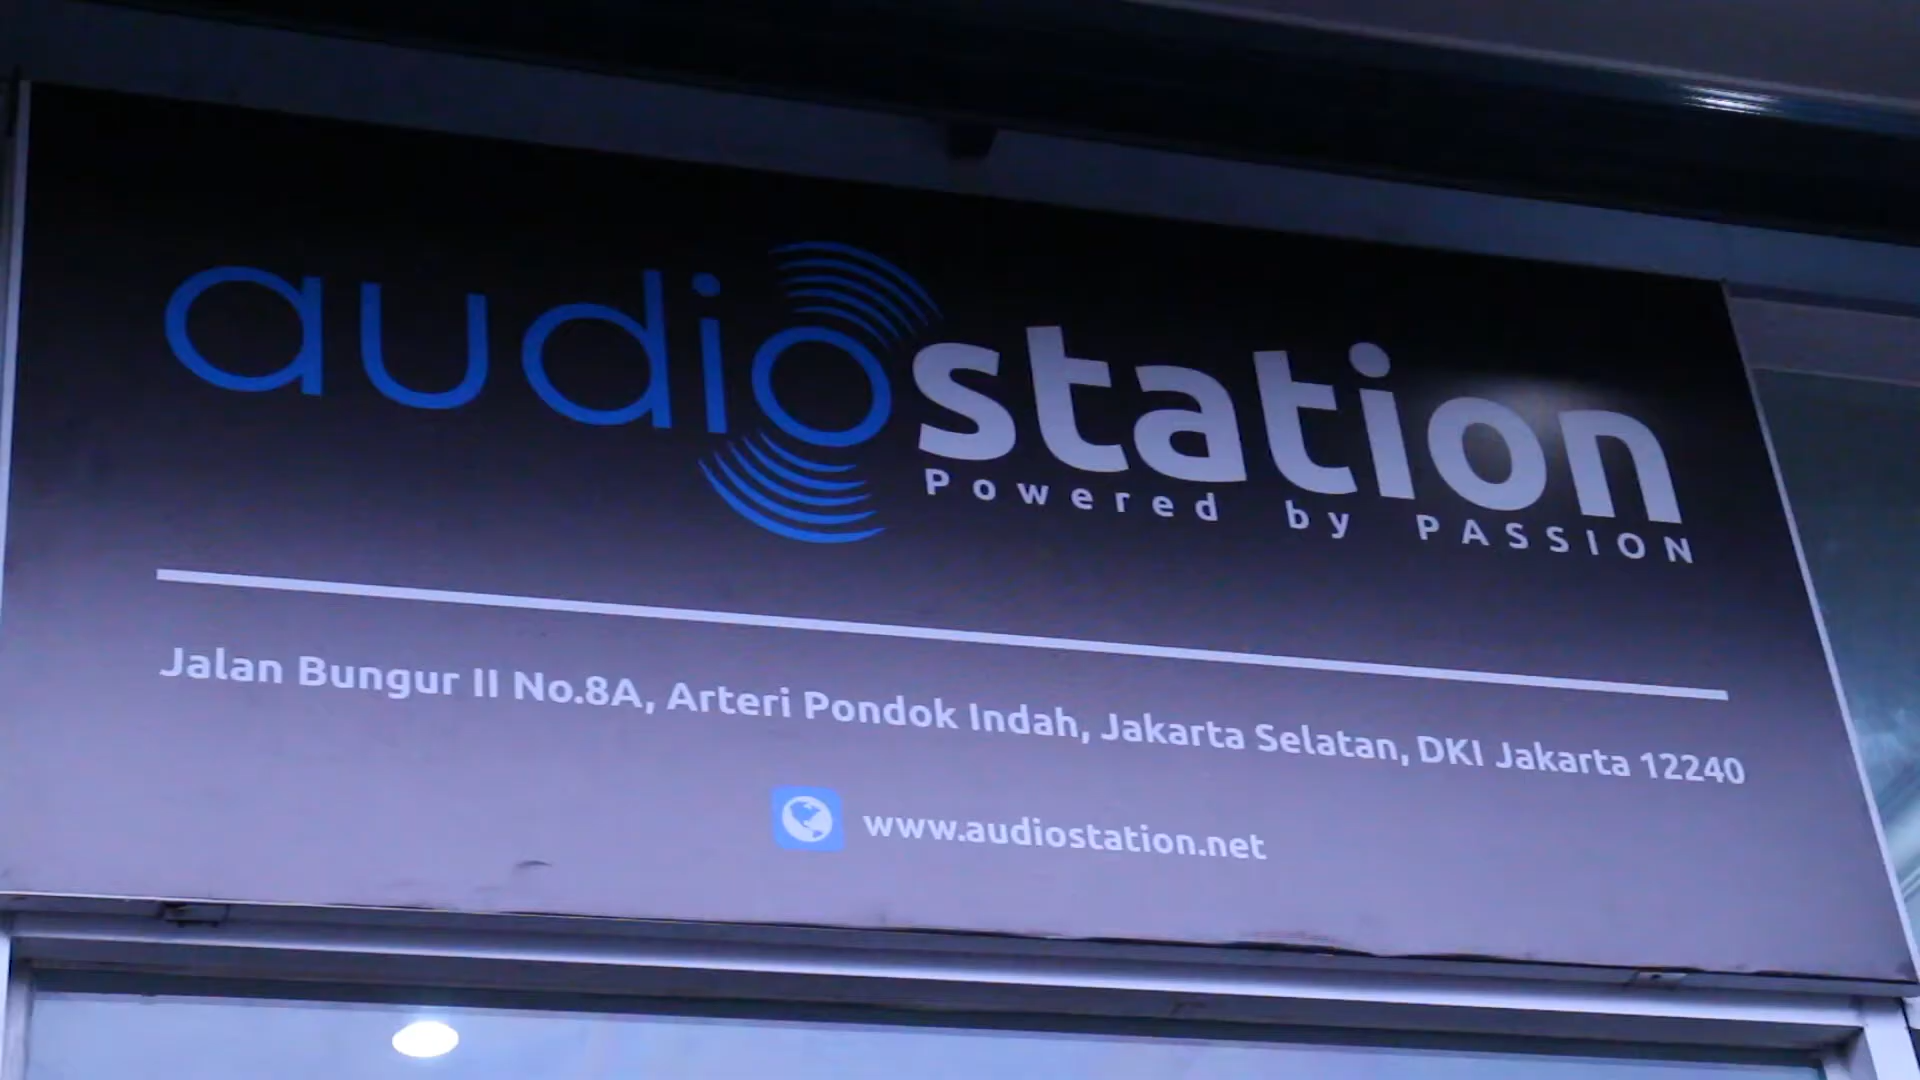 audiostation
Powered by PASSION
Jalan Bungur II No.8A, Arteri Pondok Indah, Jakarta Selatan, DKI Jakarta 12240
www.audiostation.net